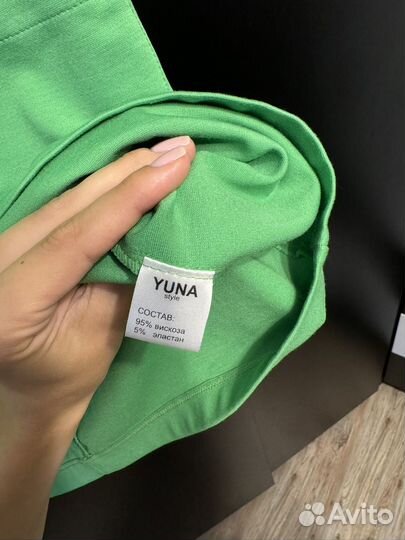 YUNA
style
СОСТАВ:
95% вискоза
5% эластан
Avito